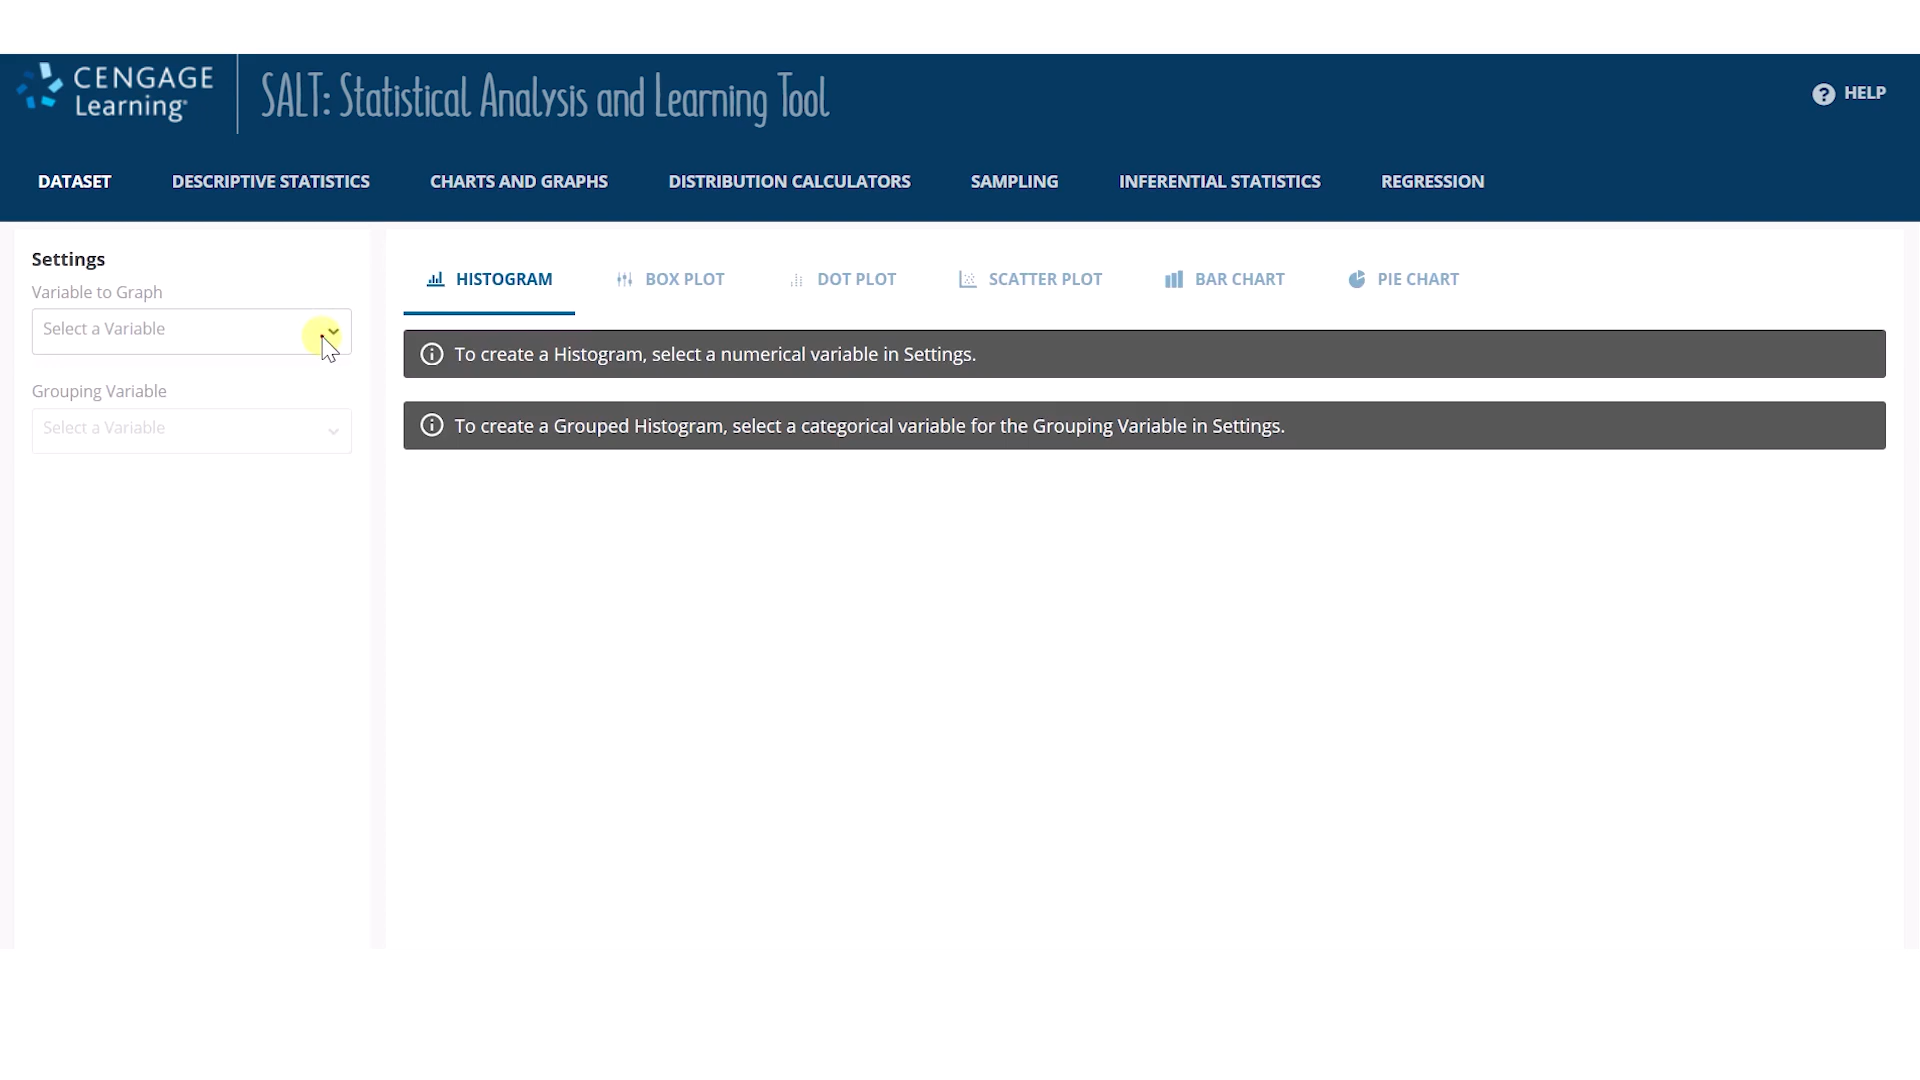 CENGAGE
Learning
SALT: Statistical Analysis and Learning Tool
HELP
DATASET
DESCRIPTIVE STATISTICS
CHARTS AND GRAPHS
DISTRIBUTION CALCULATORS
SAMPLING
INFERENTIAL STATISTICS
REGRESSION
Settings
Variable to Graph
Select a Variable
Grouping Variable
Select a Variable
HISTOGRAM
BOX PLOT
DOT PLOT
SCATTER PLOT
BAR CHART
PIE CHART
To create a Histogram, select a numerical variable in Settings.
To create a Grouped Histogram, select a categorical variable for the Grouping Variable in Settings.